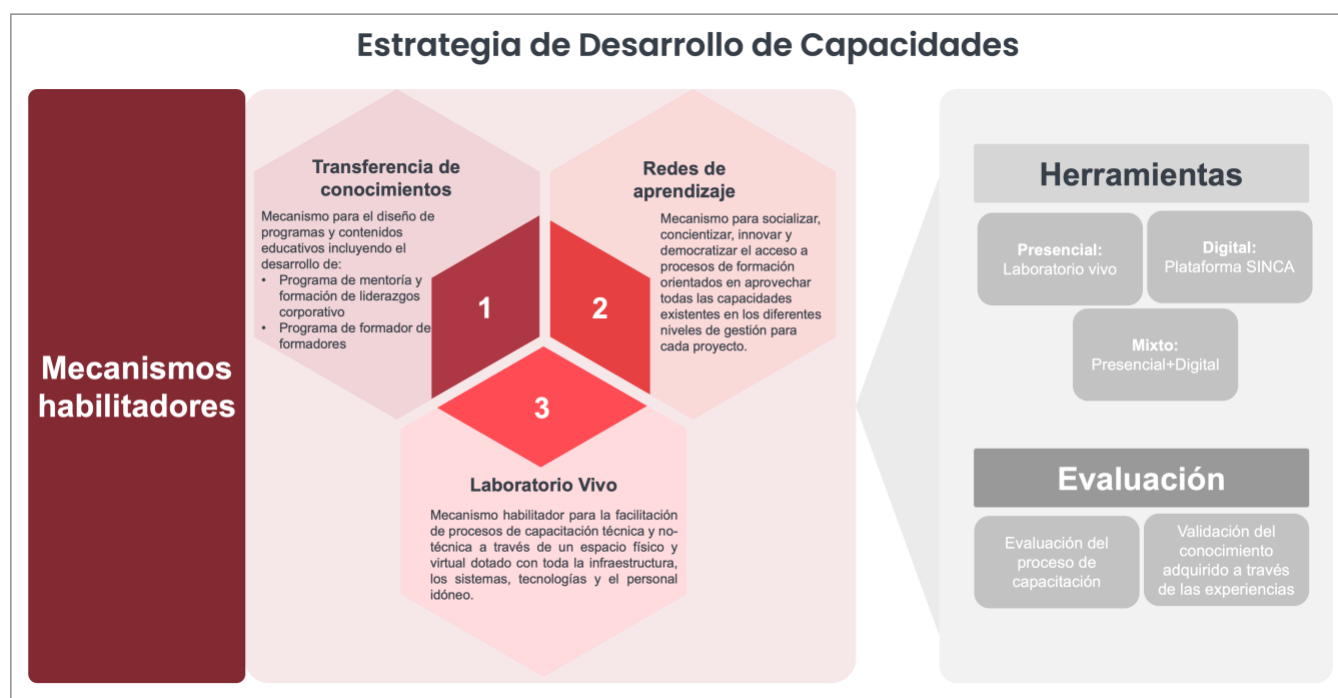 Estrategia de Desarrollo de Capacidades
Mecanismos
habilitadores
Transferencia de
conocimientos
Mecanismo para el diseño de
programas y contenidos
educativos incluyendo el
desarrollo de:
• Programa de mentoría y
formación de liderazgos
corporativo
• Programa de formador de
formadores
1
Redes de
aprendizaje
Mecanismo para socializar,
concientizar, innovar y
democratizar el acceso a
procesos de formación
orientados en aprovechar
todas las capacidades
existentes en los diferentes
niveles de gestión para
cada proyecto.
2
3
Laboratorio Vivo
Mecanismo habilitador para la facilitación
de procesos de capacitación técnica y no-
técnica a través de un espacio físico y
virtual dotado con toda la infraestructura,
los sistemas, tecnologías y el personal
idóneo.
Herramientas
Presencial:
Laboratorio vivo
Digital:
Plataforma SINCA
Mixto:
Presencial+Digital
Evaluación
Evaluación del
proceso de
capacitación
Validación del
conocimiento
adquirido a través
de las experiencias